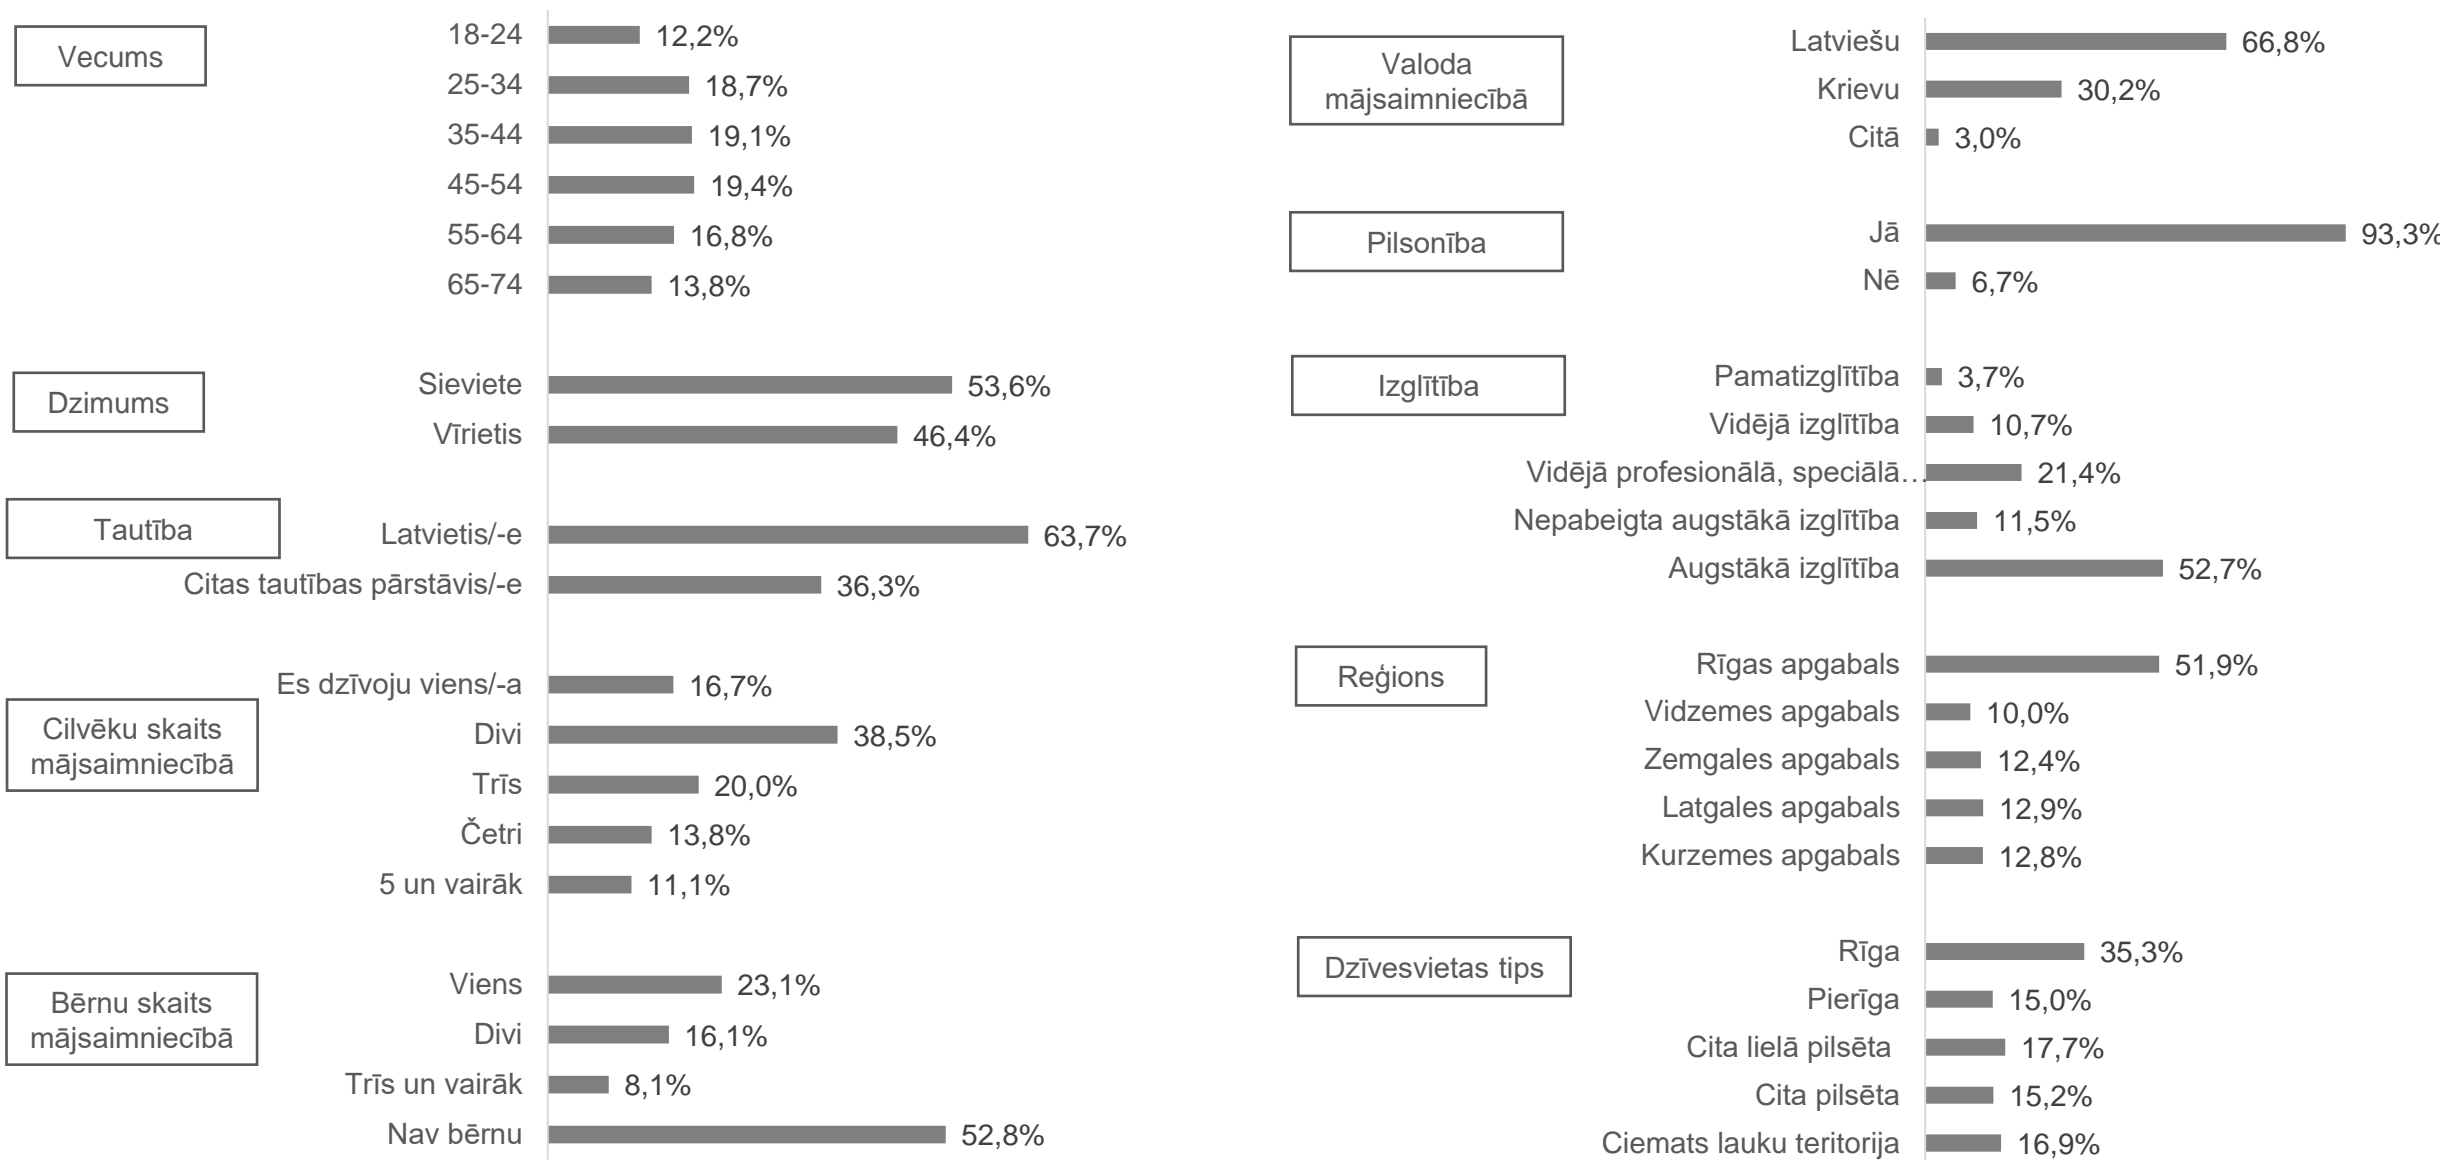 Vecums
18-24 12,2%
25-34 18,7%
35-44 19,1%
45-54 19,4%
55-64 16,8%
65-74 13,8%
Dzimums
Sieviete 53,6%
Vīrietis 46,4%
Tautība
Latvietis/-e 63,7%
Citas tautības pārstāvis/-e 36,3%
Cilvēku skaits
mājsaimniecībā
Es dzīvoju viens/-a 16,7%
Divi 38,5%
Trīs 20,0%
Četri 13,8%
5 un vairāk 11,1%
Bērnu skaits
mājsaimniecībā
Viens 23,1%
Divi 16,1%
Trīs un vairāk 8,1%
Nav bērnu 52,8%
Valoda
mājsaimniecībā
Latviešu 66,8%
Krievu 30,2%
Citā 3,0%
Pilsonība
Jā 93,3%
Nē 6,7%
Izglītība
Pamatizglītība 3,7%
Vidējā izglītība 10,7%
Vidējā profesionālā, speciālā… 21,4%
Nepabeigta augstākā izglītība 11,5%
Augstākā izglītība 52,7%
Reģions
Rīgas apgabals 51,9%
Vidzemes apgabals 10,0%
Zemgales apgabals 12,4%
Latgales apgabals 12,9%
Kurzemes apgabals 12,8%
Dzīvesvietas tips
Rīga 35,3%
Pierīga 15,0%
Cita lielā pilsēta 17,7%
Cita pilsēta 15,2%
Ciemats lauku teritorija 16,9%